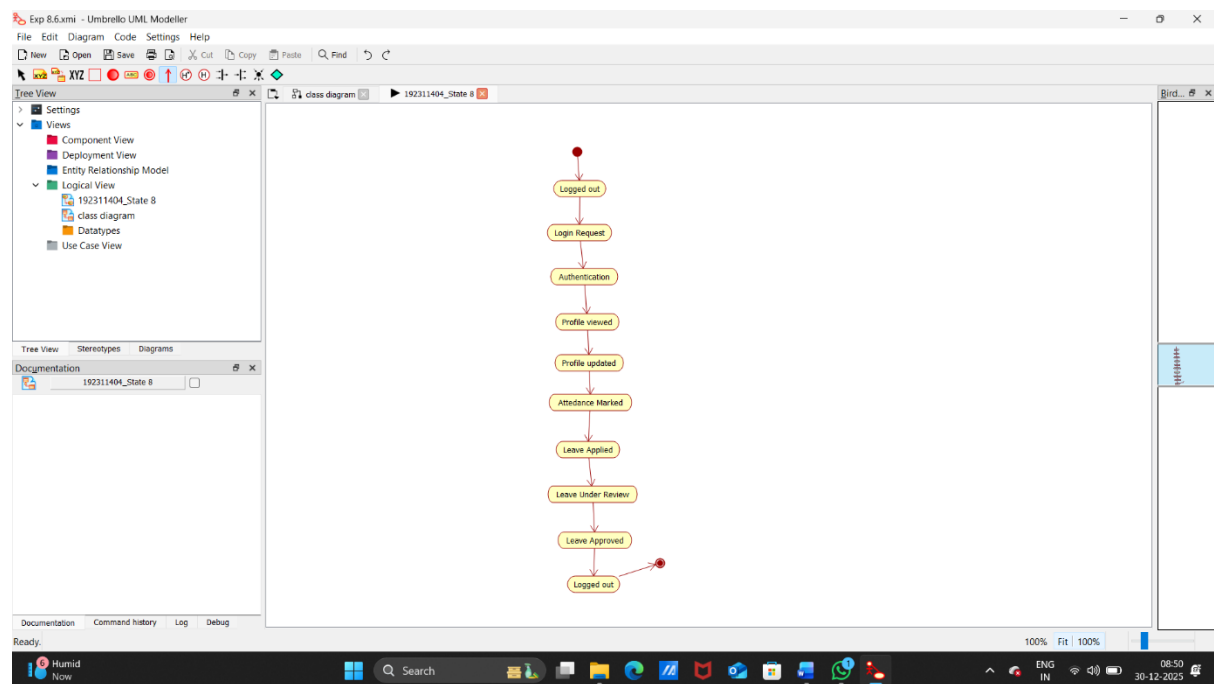 Exp 8.6.xmi - Umbrello UML Modeller
File Edit Diagram Code Settings Help
New Open Save Cut Copy Paste Find
XYZ XYZ
Tree View
class diagram
192311404_State 8
Bird...
Settings
Views
Component View
Deployment View
Entity Relationship Model
Logical View
192311404_State 8
class diagram
Datatypes
Use Case View
Tree View Stereotypes Diagrams
Documentation
192311404_State 8
Documentation Command history Log Debug
Logged out
Login Request
Authentication
Profile viewed
Profile updated
Attedance Marked
Leave Applied
Leave Under Review
Leave Approved
Logged out
Ready.
100% Fit 100%
6
Humid
Now
Search
2
ENG
IN
08:50
30-12-2025